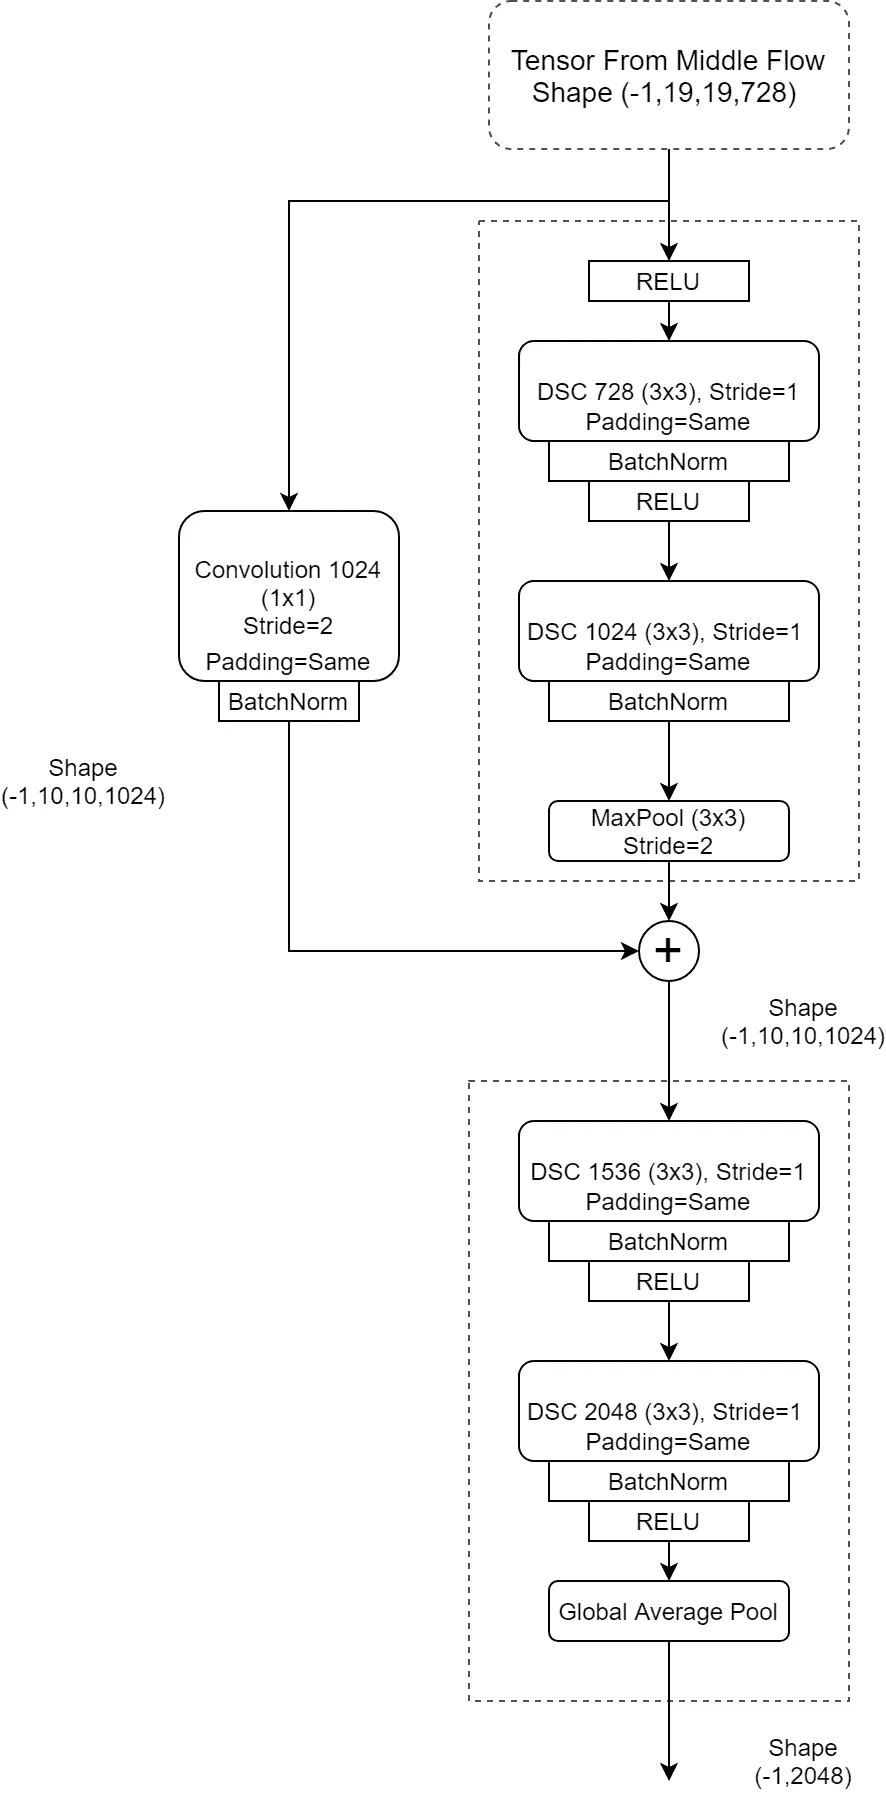 Tensor From Middle Flow
Shape (-1,19,19,728)
RELU
DSC 728 (3x3), Stride=1
Padding=Same
BatchNorm
RELU
Convolution 1024
(1x1)
Stride=2
Padding=Same
BatchNorm
DSC 1024 (3x3), Stride=1
Padding=Same
BatchNorm
Shape
(-1,10,10,1024)
MaxPool (3x3)
Stride=2
+
Shape
(-1,10,10,1024)
DSC 1536 (3x3), Stride=1
Padding=Same
BatchNorm
RELU
DSC 2048 (3x3), Stride=1
Padding=Same
BatchNorm
RELU
Global Average Pool
Shape
(-1,2048)